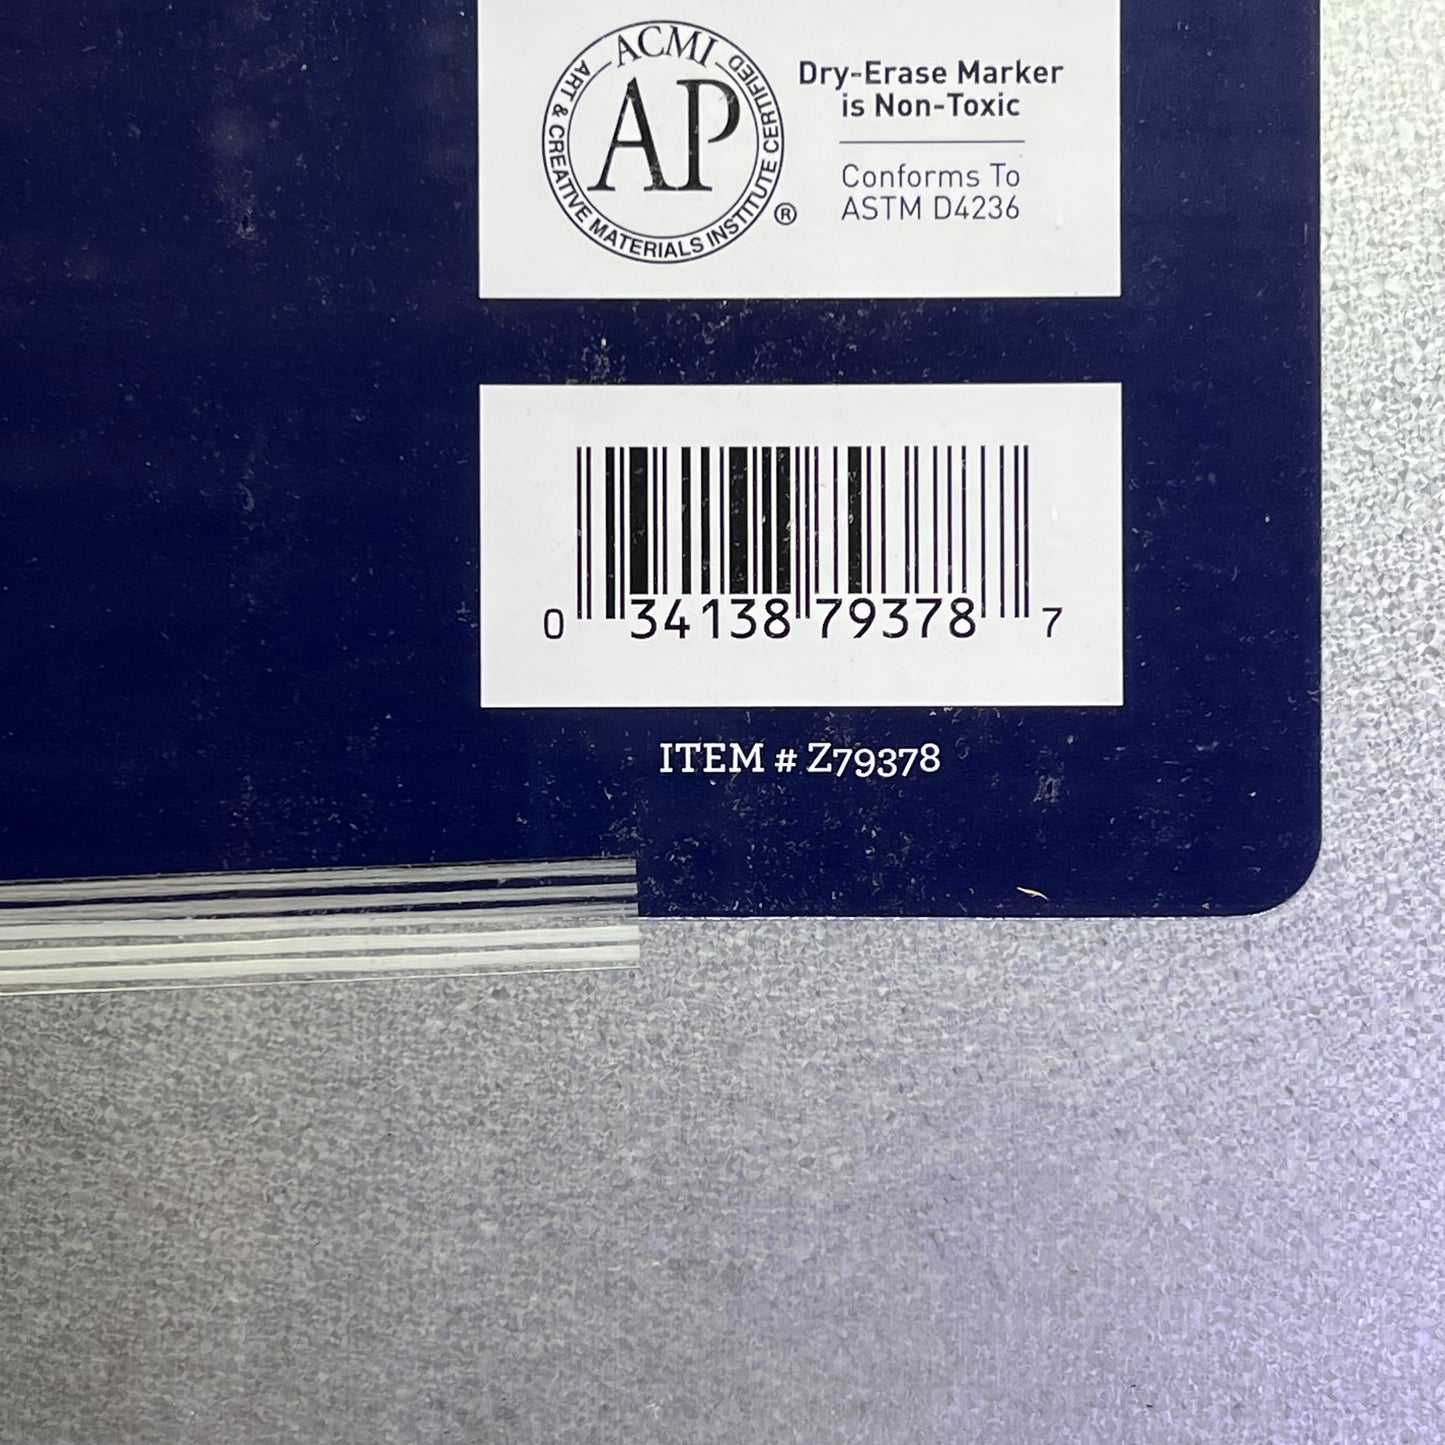 ACMI
ART & CREATIVE MATERIALS INSTITUTE CERTIFIED
AP
®
Dry-Erase Marker
is Non-Toxic
Conforms To
ASTM D4236
0 34138 79378 7
ITEM # Z79378